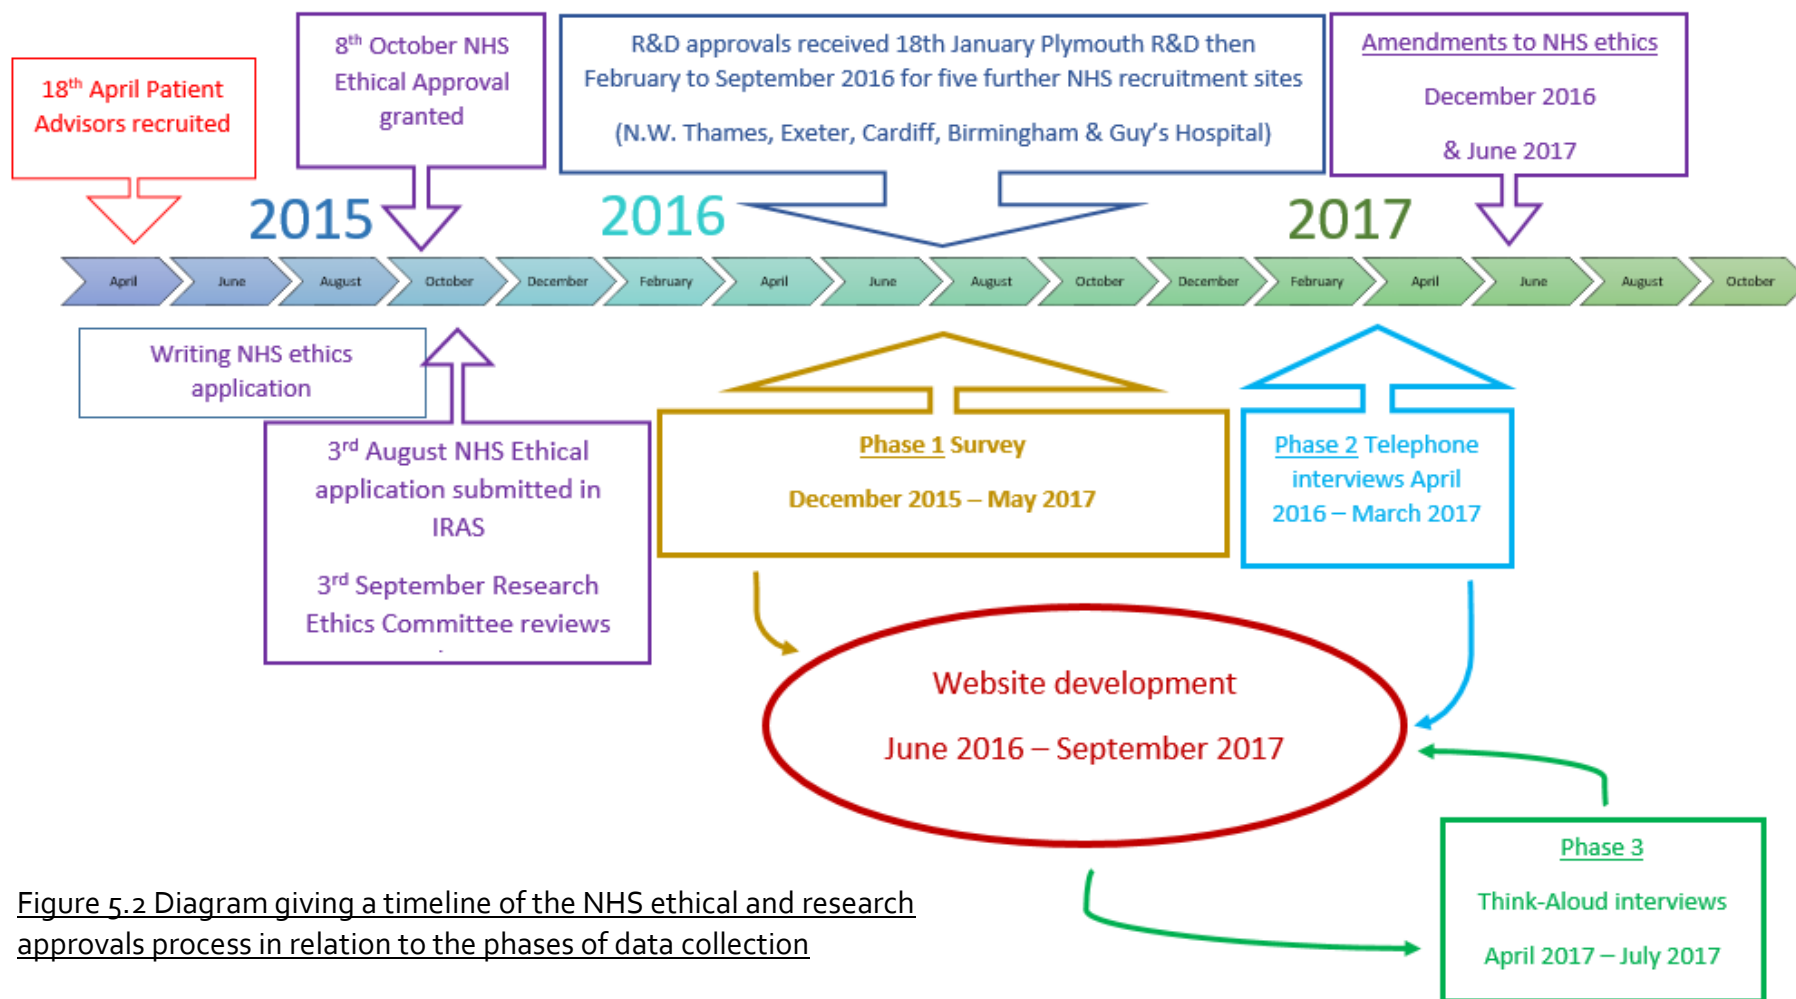 18th April Patient
Advisors recruited
8th October NHS
Ethical Approval
granted
R&D approvals received 18th January Plymouth R&D then
February to September 2016 for five further NHS recruitment sites
(N.W. Thames, Exeter, Cardiff, Birmingham & Guy's Hospital)
Amendments to NHS ethics
December 2016
& June 2017
2015
2016
2017
April June August October December February April June August October December February April June August October
Writing NHS ethics
application
3rd August NHS Ethical
application submitted in
IRAS
3rd September Research
Ethics Committee reviews
Phase 1 Survey
December 2015 – May 2017
Phase 2 Telephone
interviews April
2016 – March 2017
Website development
June 2016 – September 2017
Phase 3
Think-Aloud interviews
April 2017 – July 2017
Figure 5.2 Diagram giving a timeline of the NHS ethical and research
approvals process in relation to the phases of data collection